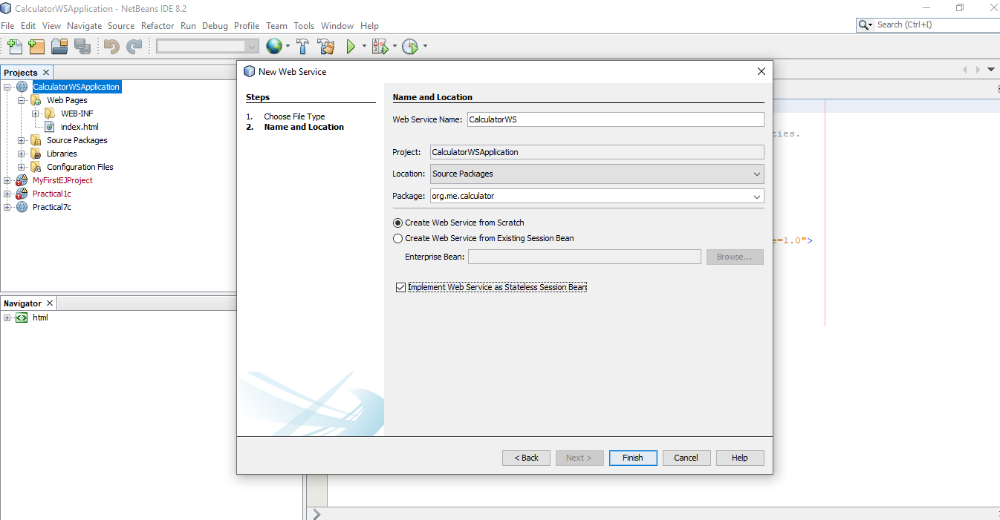 CalculatorWSApplication - NetBeans IDE 8.2
File Edit View Navigate Source Refactor Run Debug Profile Team Tools Window Help
Search (Ctrl+I)
Projects
CalculatorWSApplication
Web Pages
WEB-INF
index.html
Source Packages
Libraries
Configuration Files
MyFirstEJProject
Practical1c
Practical7c
Navigator
html
New Web Service
Steps
1. Choose File Type
2. Name and Location
Name and Location
Web Service Name: CalculatorWS
Project: CalculatorWSApplication
Location: Source Packages
Package: org.me.calculator
Create Web Service from Scratch
Create Web Service from Existing Session Bean
Enterprise Bean:
Browse...
Implement Web Service as Stateless Session Bean
< Back Next > Finish Cancel Help
ties.
e=1.0">